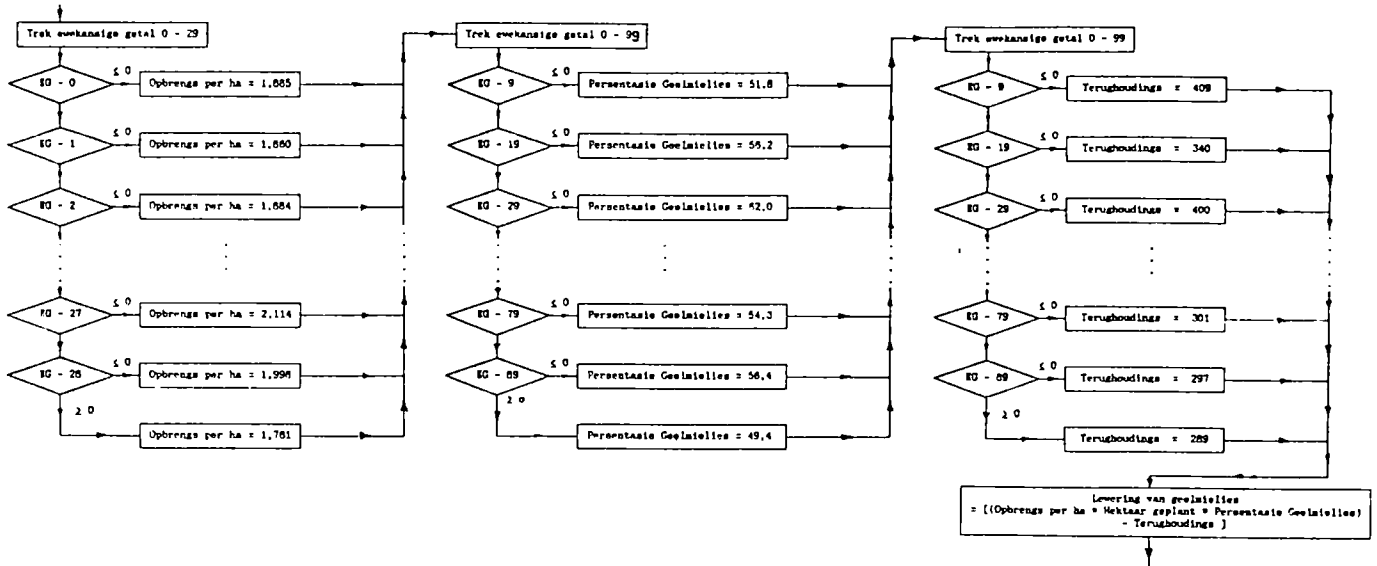 Trek ewekansige getal 0 - 29
EG - 0
≤ 0
Opbrengs per ha = 1,885
EG - 1
≤ 0
Opbrengs per ha = 1,880
EG - 2
≤ 0
Opbrengs per ha = 1,884
EG - 27
≤ 0
Opbrengs per ha = 2,114
EG - 28
≤ 0
Opbrengs per ha = 1,998
≥ 0
Opbrengs per ha = 1,781
Trek ewekansige getal 0 - 99
EG - 9
≤ 0
Persentasie Geelmielies = 51,8
EG - 19
≤ 0
Persentasie Geelmielies = 58,2
EG - 29
≤ 0
Persentasie Geelmielies = 62,0
EG - 79
≤ 0
Persentasie Geelmielies = 54,3
EG - 89
≤ 0
Persentasie Geelmielies = 56,4
≥ 0
Persentasie Geelmielies = 49,4
Trek ewekansige getal 0 - 99
EG - 9
≤ 0
Terughoudings = 409
EG - 19
≤ 0
Terughoudings = 340
EG - 29
≤ 0
Terughoudings = 400
EG - 79
≤ 0
Terughoudings = 301
EG - 89
≤ 0
Terughoudings = 297
≥ 0
Terughoudings = 289
Lewering van geelmielies
= [(Opbrengs per ha * Hektaar geplant * Persentasie Geelmielies)
- Terughoudings ]